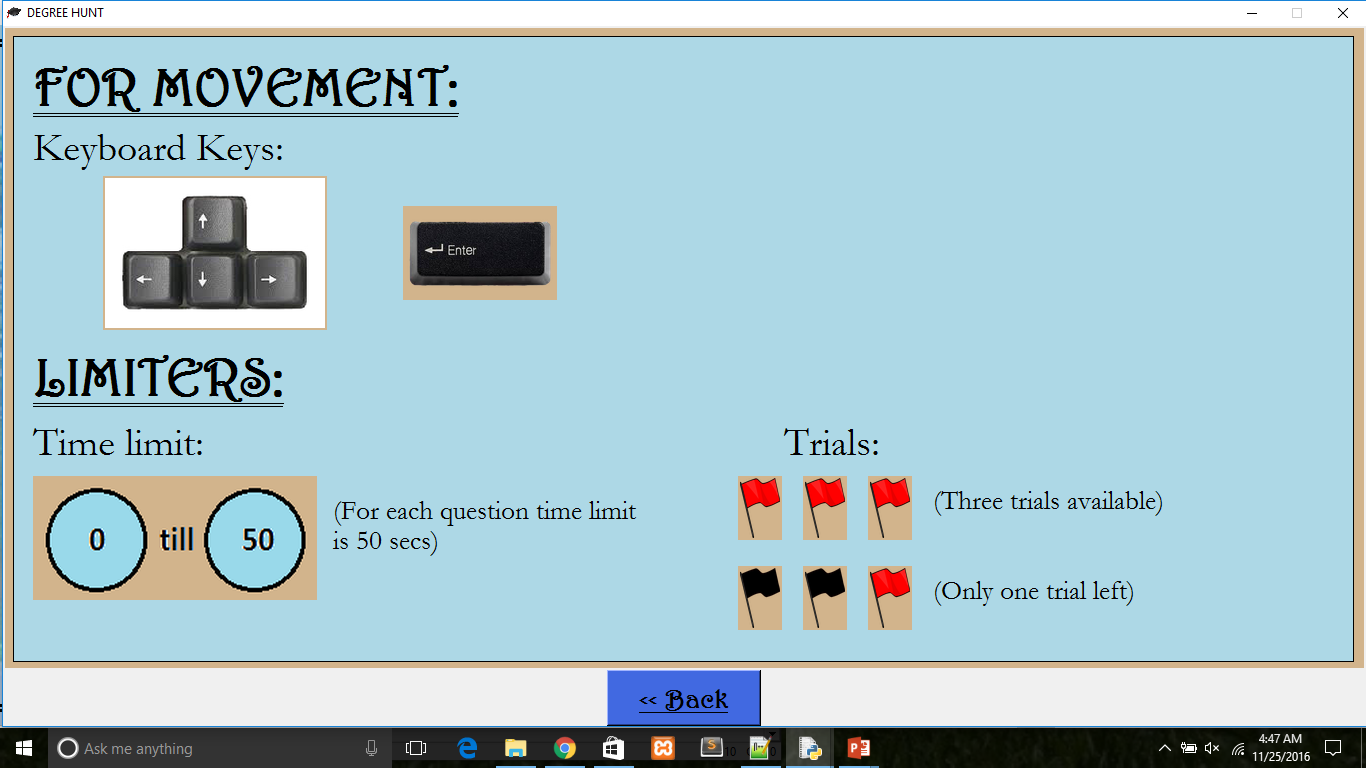 DEGREE HUNT
FOR MOVEMENT:
Keyboard Keys:
Enter
LIMITERS:
Time limit:
0 till 50
(For each question time limit
is 50 secs)
Trials:
(Three trials available)
(Only one trial left)
<< Back
Ask me anything
4:47 AM
11/25/2016